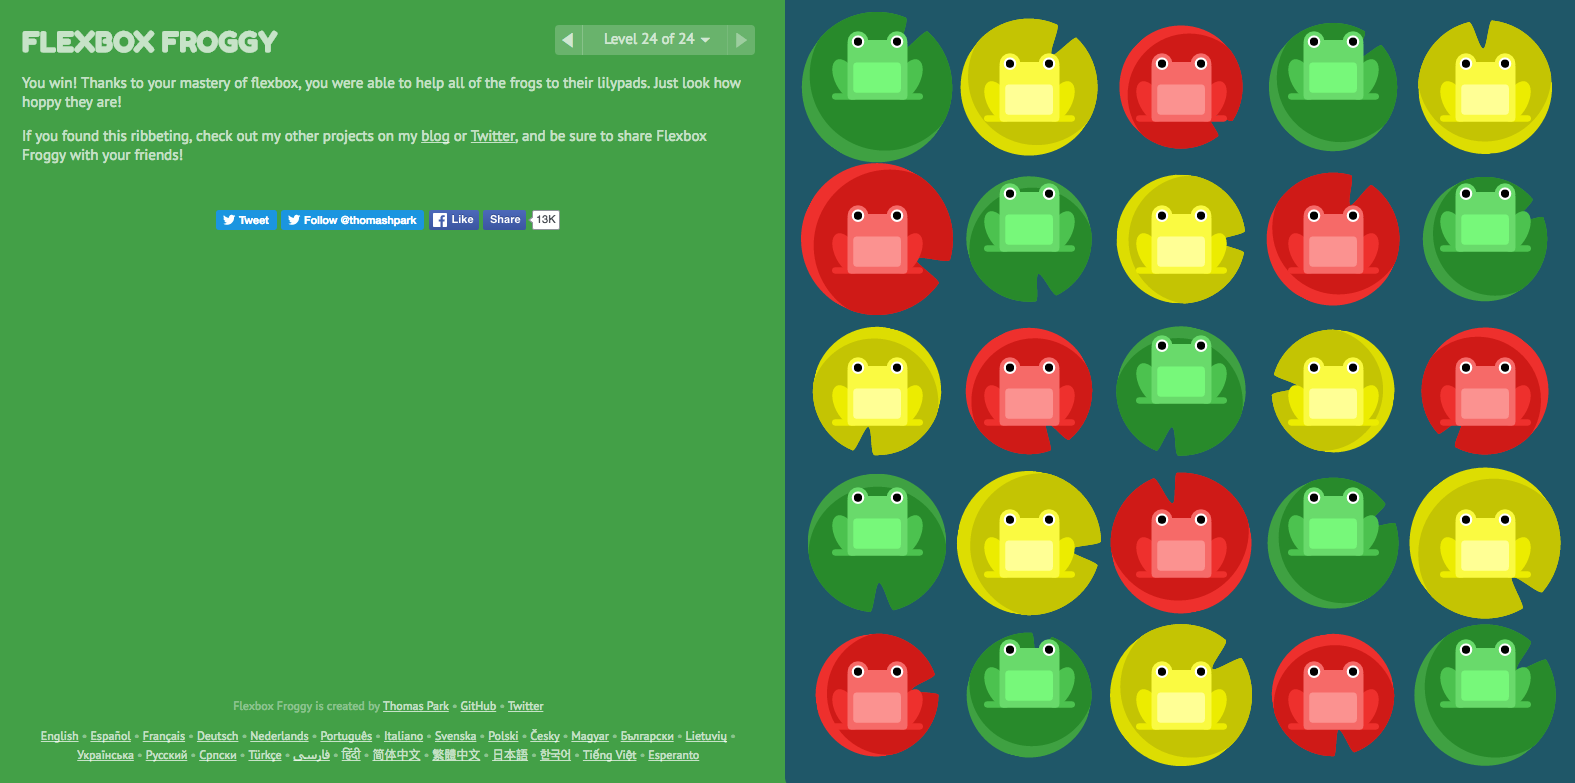 FLEXBOX FROGGY
Level 24 of 24
You win! Thanks to your mastery of flexbox, you were able to help all of the frogs to their lilypads. Just look how
hoppy they are!
If you found this ribbeting, check out my other projects on my blog or Twitter, and be sure to share Flexbox
Froggy with your friends!
Tweet Follow @thomashpark Like Share 13K
Flexbox Froggy is created by Thomas Park • GitHub • Twitter
English • Español • Français • Deutsch • Nederlands • Português • Italiano • Svenska • Polski • Česky • Magyar • Български • Lietuvių •
Українська • Русский • Српски • Türkçe • فارسی • हिंदी • 简体中文 • 繁體中文 • 日本語 • 한국어 • Tiếng Việt • Esperanto